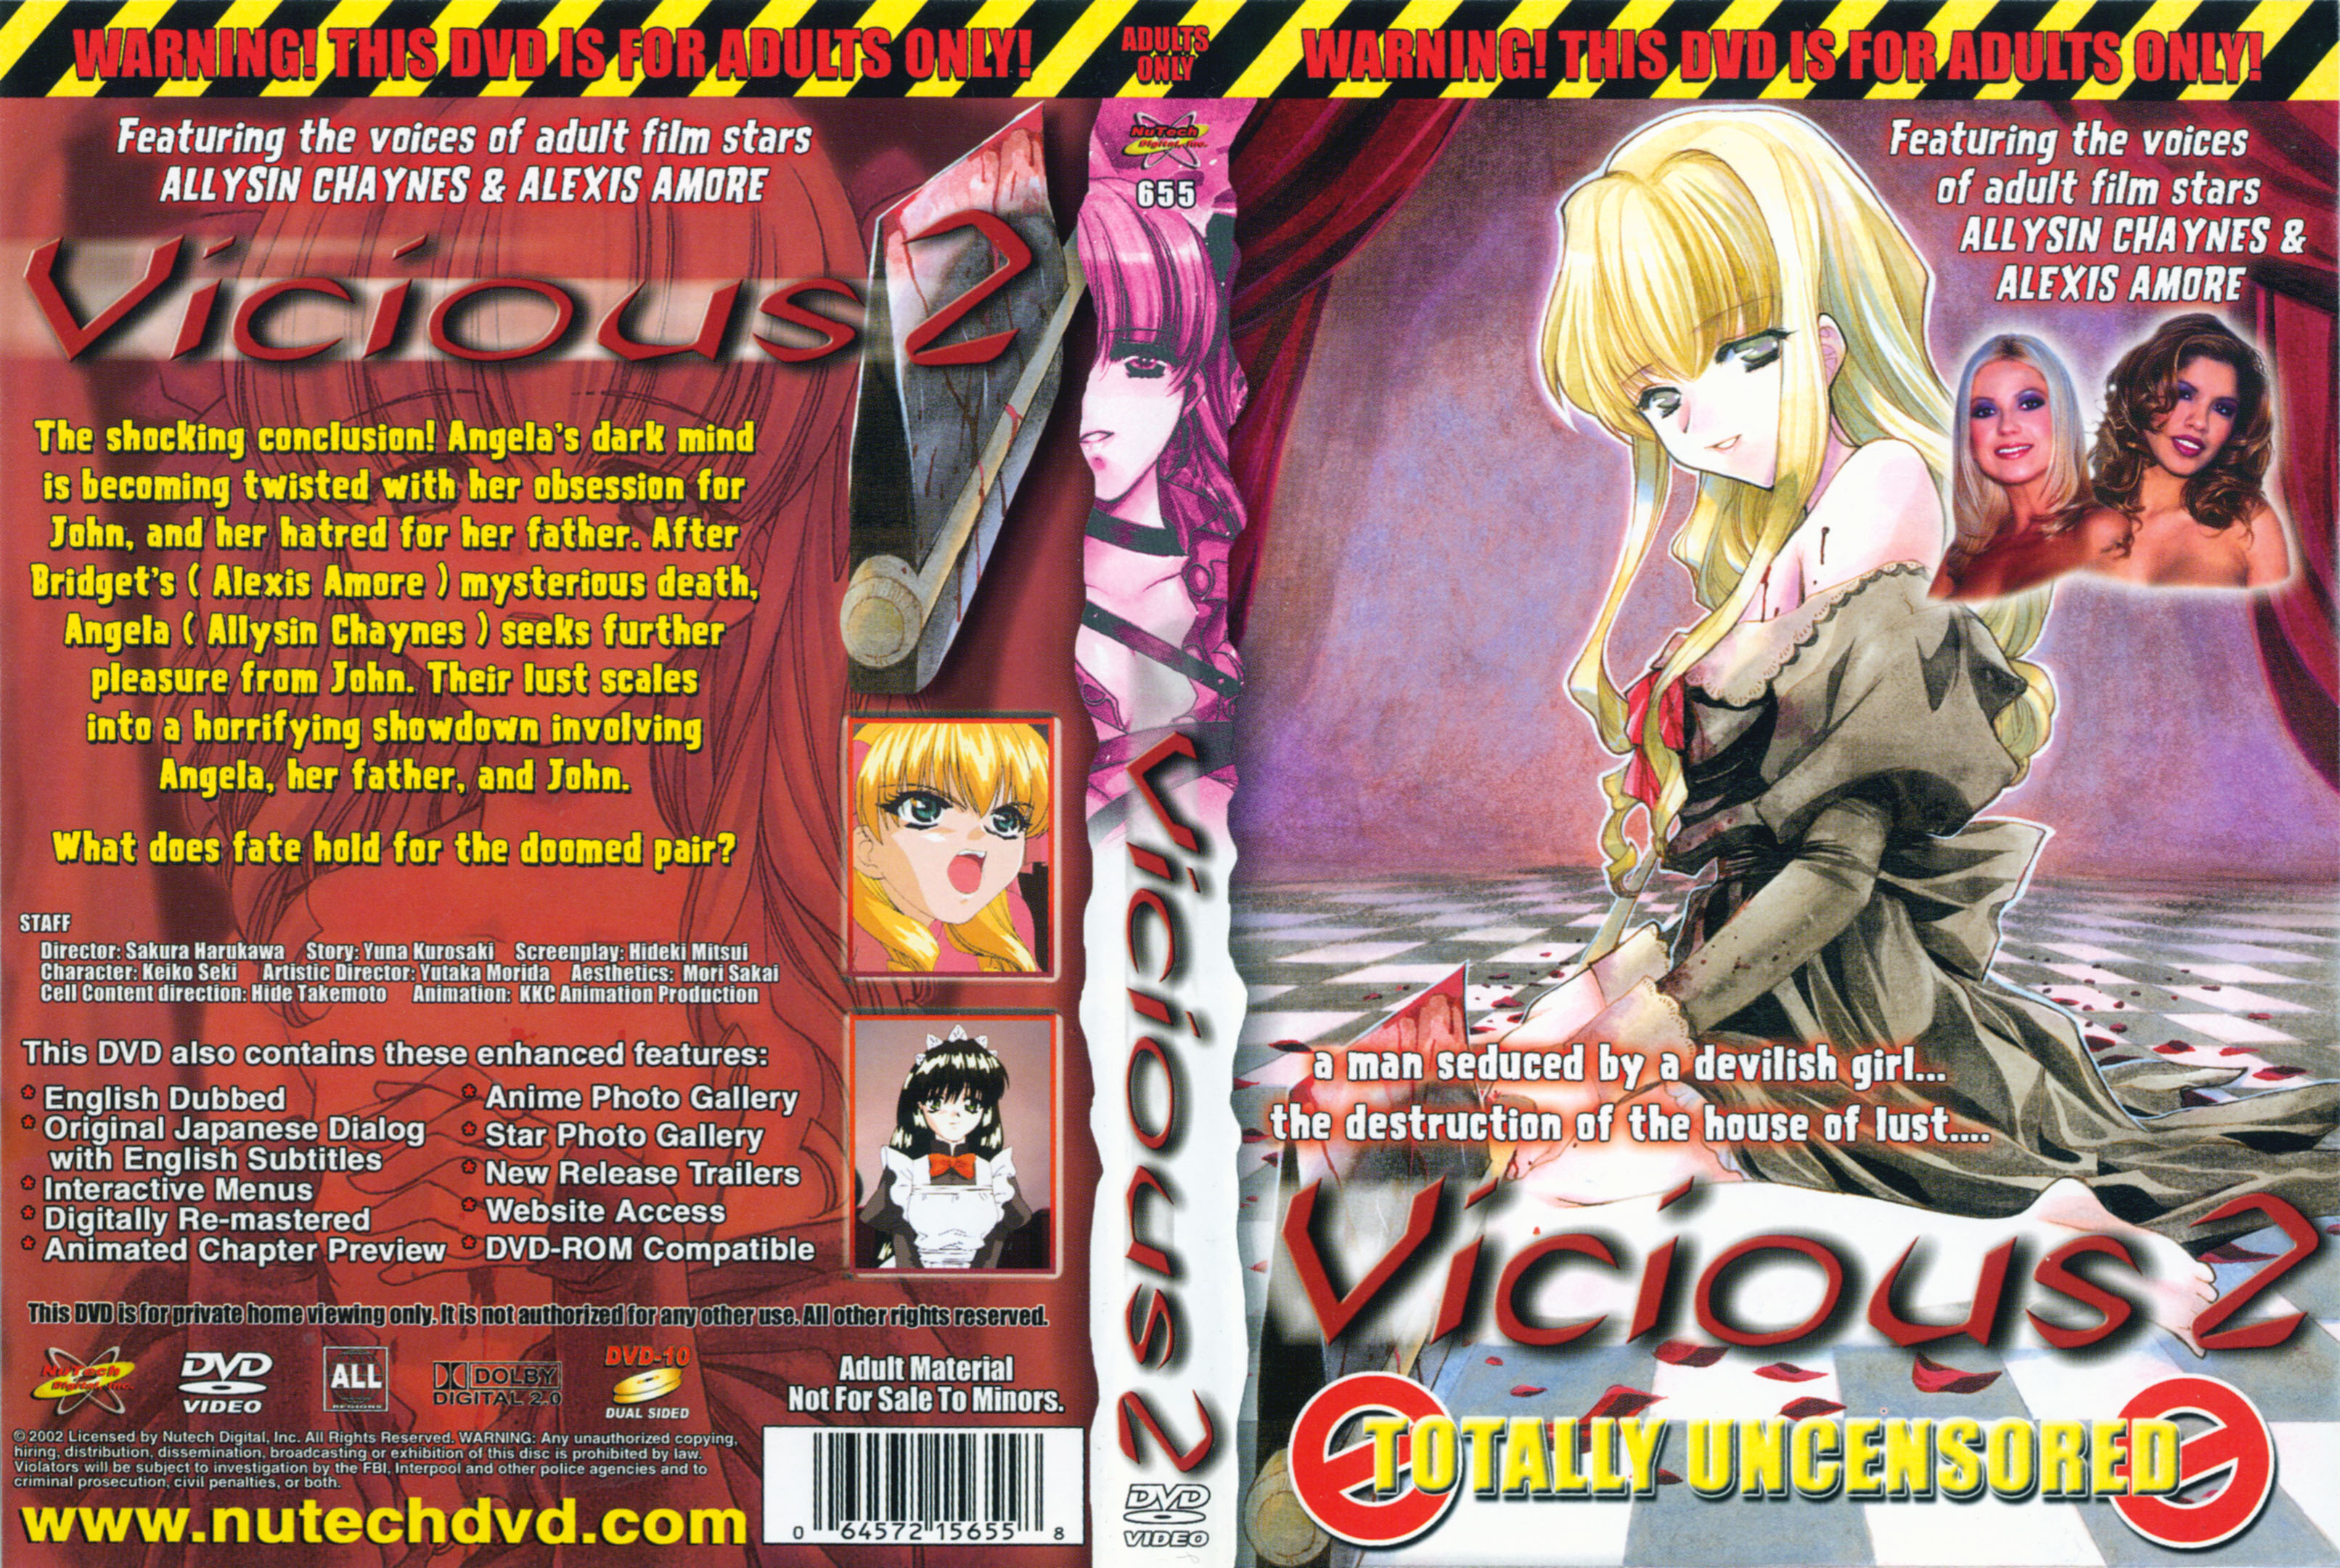 WARNING! THIS DVD IS FOR ADULTS ONLY!
Featuring the voices of adult film stars
ALLYSIN CHAYNES & ALEXIS AMORE
Vicious 2
The shocking conclusion! Angela's dark mind
is becoming twisted with her obsession for
John, and her hatred for her father. After
Bridget's ( Alexis Amore ) mysterious death,
Angela ( Allysin Chaynes ) seeks further
pleasure from John. Their lust scales
into a horrifying showdown involving
Angela, her father, and John.
What does fate hold for the doomed pair?
STAFF
Director: Sakura Harukawa Story: Yuna Kurosaki Screenplay: Hideki Mitsui
Character: Keiko Seki Artistic Director: Yutaka Morida Aesthetics: Mori Sakai
Cell Content direction: Hide Takemoto Animation: KKC Animation Production
This DVD also contains these enhanced features:
* English Dubbed
* Original Japanese Dialog
with English Subtitles
* Interactive Menus
* Digitally Re-mastered
* Animated Chapter Preview
* Anime Photo Gallery
* Star Photo Gallery
* New Release Trailers
* Website Access
* DVD-ROM Compatible
This DVD is for private home viewing only. It is not authorized for any other use. All other rights reserved.
NuTech
Digital, Inc.
DVD
VIDEO
ALL
REGIONS
DOLBY
DIGITAL 2.0
DVD-10
DUAL SIDED
Adult Material
Not For Sale To Minors.
© 2002 Licensed by Nutech Digital, Inc. All Rights Reserved. WARNING: Any unauthorized copying,
hiring, distribution, dissemination, broadcasting or exhibition of this disc is prohibited by law.
Violators will be subject to investigation by the FBI, Interpool and other police agencies and to
criminal prosecution, civil penalties, or both.
www.nutechdvd.com
0 64572 15655 8
ADULTS
ONLY
NuTech
Digital, Inc.
655
Vicious 2
DVD
VIDEO
WARNING! THIS DVD IS FOR ADULTS ONLY!
Featuring the voices
of adult film stars
ALLYSIN CHAYNES &
ALEXIS AMORE
a man seduced by a devilish girl...
the destruction of the house of lust....
Vicious 2
TOTALLY UNCENSORED